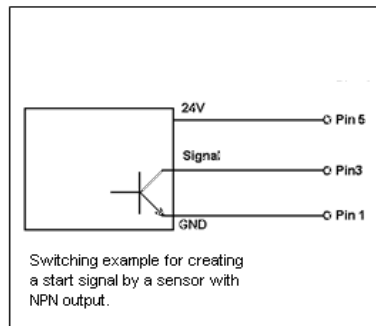 24V
Pin 5
Signal
Pin3
Pin 1
GND
Switching example for creating
a start signal by a sensor with
NPN output.